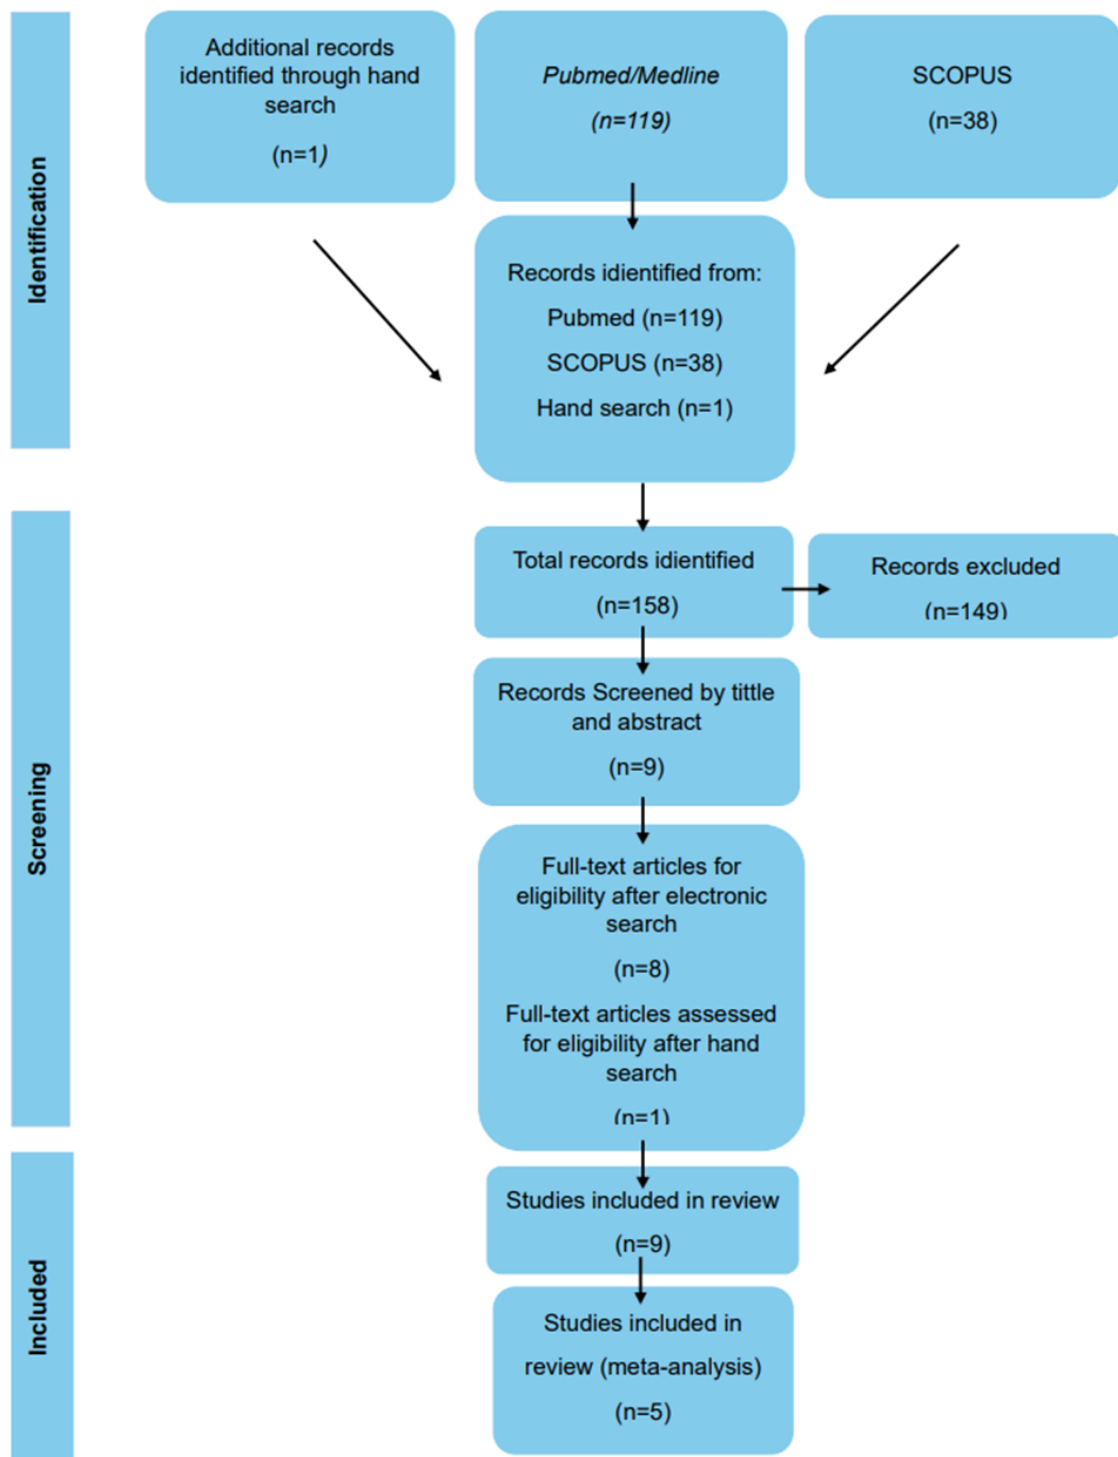 Identification
Additional records
identified through hand
search
(n=1)
Pubmed/Medline
(n=119)
SCOPUS
(n=38)
Records idientified from:
Pubmed (n=119)
SCOPUS (n=38)
Hand search (n=1)
Screening
Total records idientified
(n=158)
Records excluded
(n=149)
Records Screened by tittle
and abstract
(n=9)
Full-text articles for
eligibility after electronic
search
(n=8)
Full-text articles assessed
for eligibility after hand
search
(n=1)
Included
Studies included in review
(n=9)
Studies included in
review (meta-analysis)
(n=5)